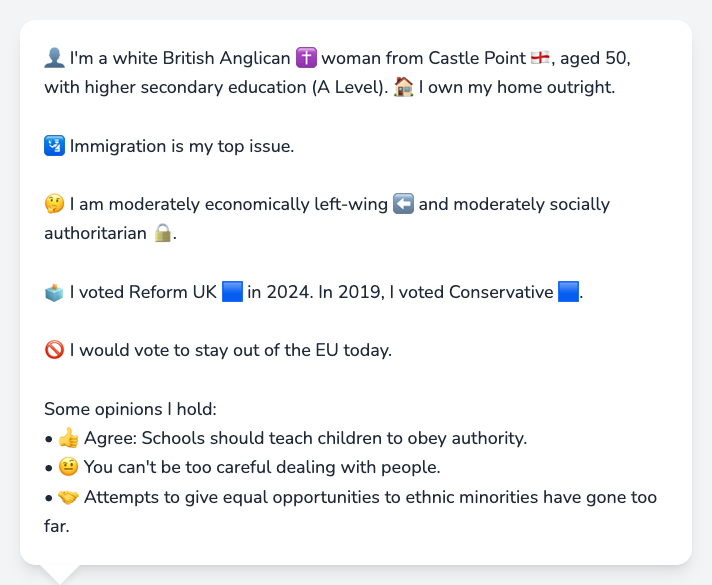 👤 I'm a white British Anglican ✝️ woman from Castle Point 🏴󠁧󠁢󠁥󠁮󠁧󠁿, aged 50,
with higher secondary education (A Level). 🏠 I own my home outright.
🛂 Immigration is my top issue.
🤔 I am moderately economically left-wing ⬅️ and moderately socially
authoritarian 🔒.
🗳️ I voted Reform UK 🟦 in 2024. In 2019, I voted Conservative 🟦.
🚫 I would vote to stay out of the EU today.
Some opinions I hold:
• 👍 Agree: Schools should teach children to obey authority.
• 🤨 You can't be too careful dealing with people.
• 🤝 Attempts to give equal opportunities to ethnic minorities have gone too
far.